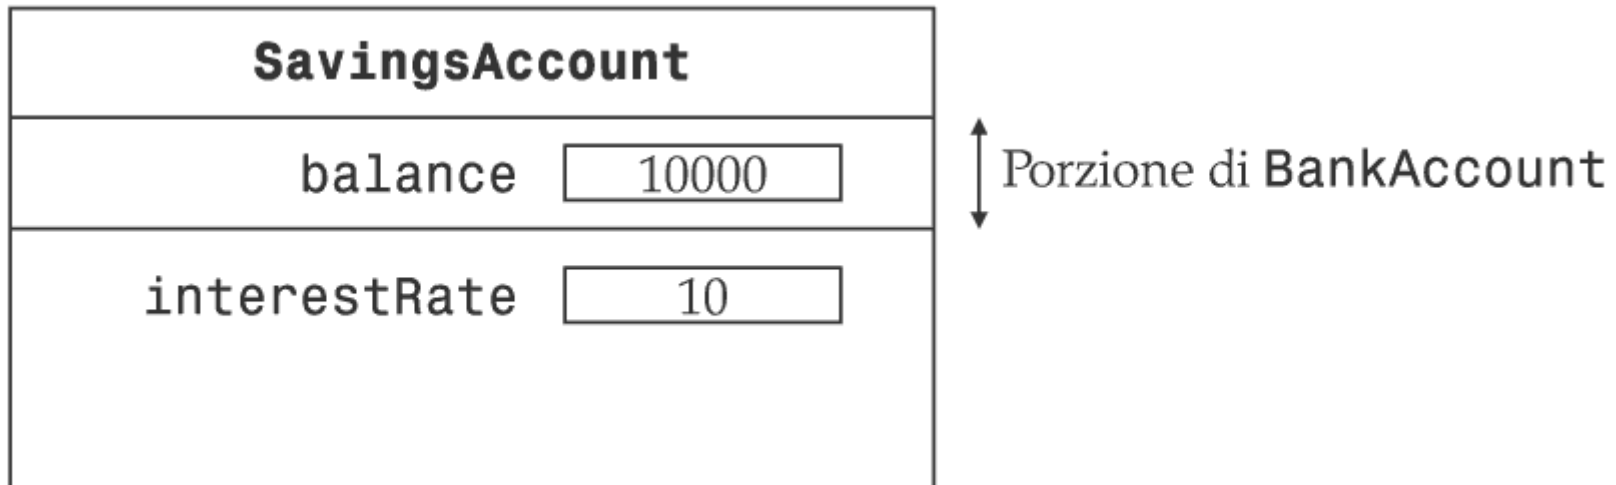 SavingsAccount
balance 10000
Porzione di BankAccount
interestRate 10